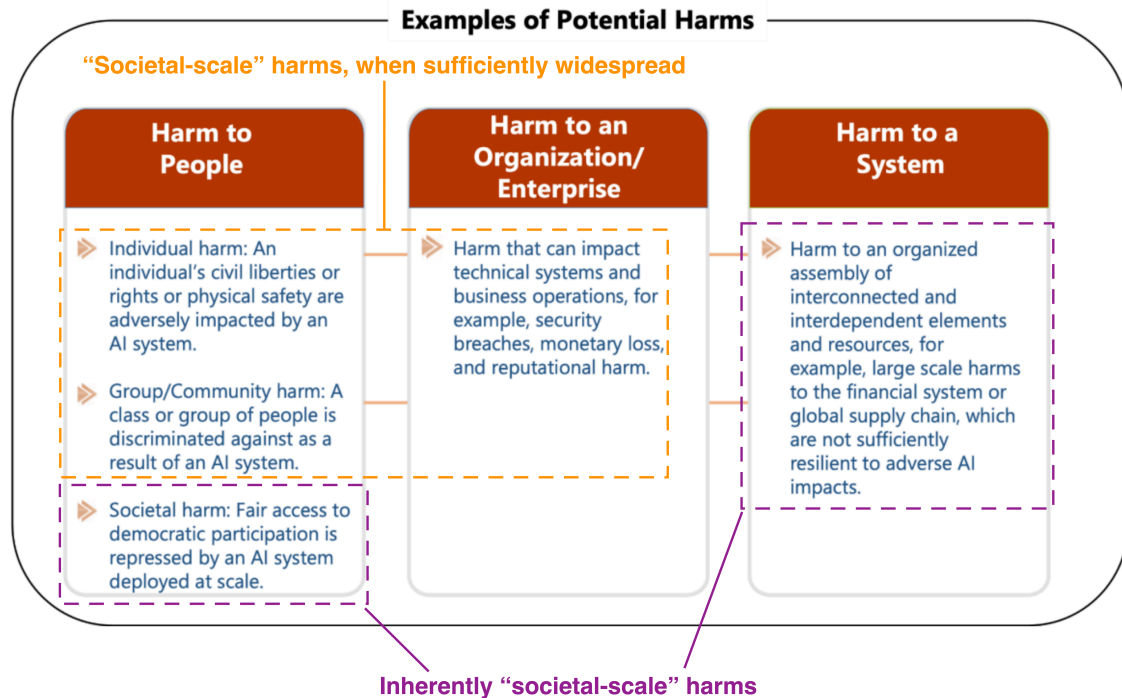 Examples of Potential Harms
“Societal-scale” harms, when sufficiently widespread
Harm to
People
Individual harm: An
individual’s civil liberties or
rights or physical safety are
adversely impacted by an
AI system.
Group/Community harm: A
class or group of people is
discriminated against as a
result of an AI system.
Societal harm: Fair access to
democratic participation is
repressed by an AI system
deployed at scale.
Harm to an
Organization/
Enterprise
Harm that can impact
technical systems and
business operations, for
example, security
breaches, monetary loss,
and reputational harm.
Harm to a
System
Harm to an organized
assembly of
interconnected and
interdependent elements
and resources, for
example, large scale harms
to the financial system or
global supply chain, which
are not sufficiently
resilient to adverse AI
impacts.
Inherently “societal-scale” harms